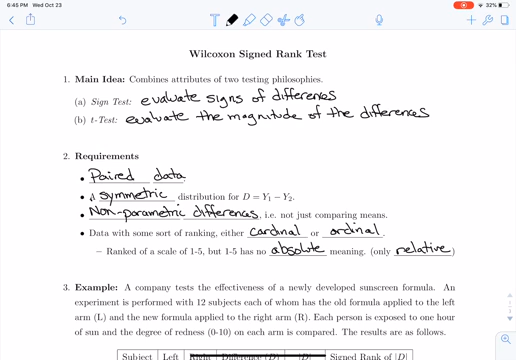 6:45 PM Wed Oct 23
32%
Wilcoxon Signed Rank Test
1. Main Idea: Combines attributes of two testing philosophies.
(a) Sign Test: evaluate signs of differences
(b) t-Test: evaluate the magnitude of the differences
2. Requirements
• Paired data.
• A symmetric distribution for D = Y₁ − Y₂.
• Non-parametric differences, i.e. not just comparing means.
• Data with some sort of ranking, either cardinal or ordinal.
– Ranked of a scale of 1-5, but 1-5 has no absolute meaning. (only relative)
3. Example: A company tests the effectiveness of a newly developed sunscreen formula. An
experiment is performed with 12 subjects each of whom has the old formula applied to the left
arm (L) and the new formula applied to the right arm (R). Each person is exposed to one hour
of sun and the degree of redness (0-10) on each arm is compared. The results are as follows.
Subject Left Right Difference (D) |D| Signed Rank of |D|